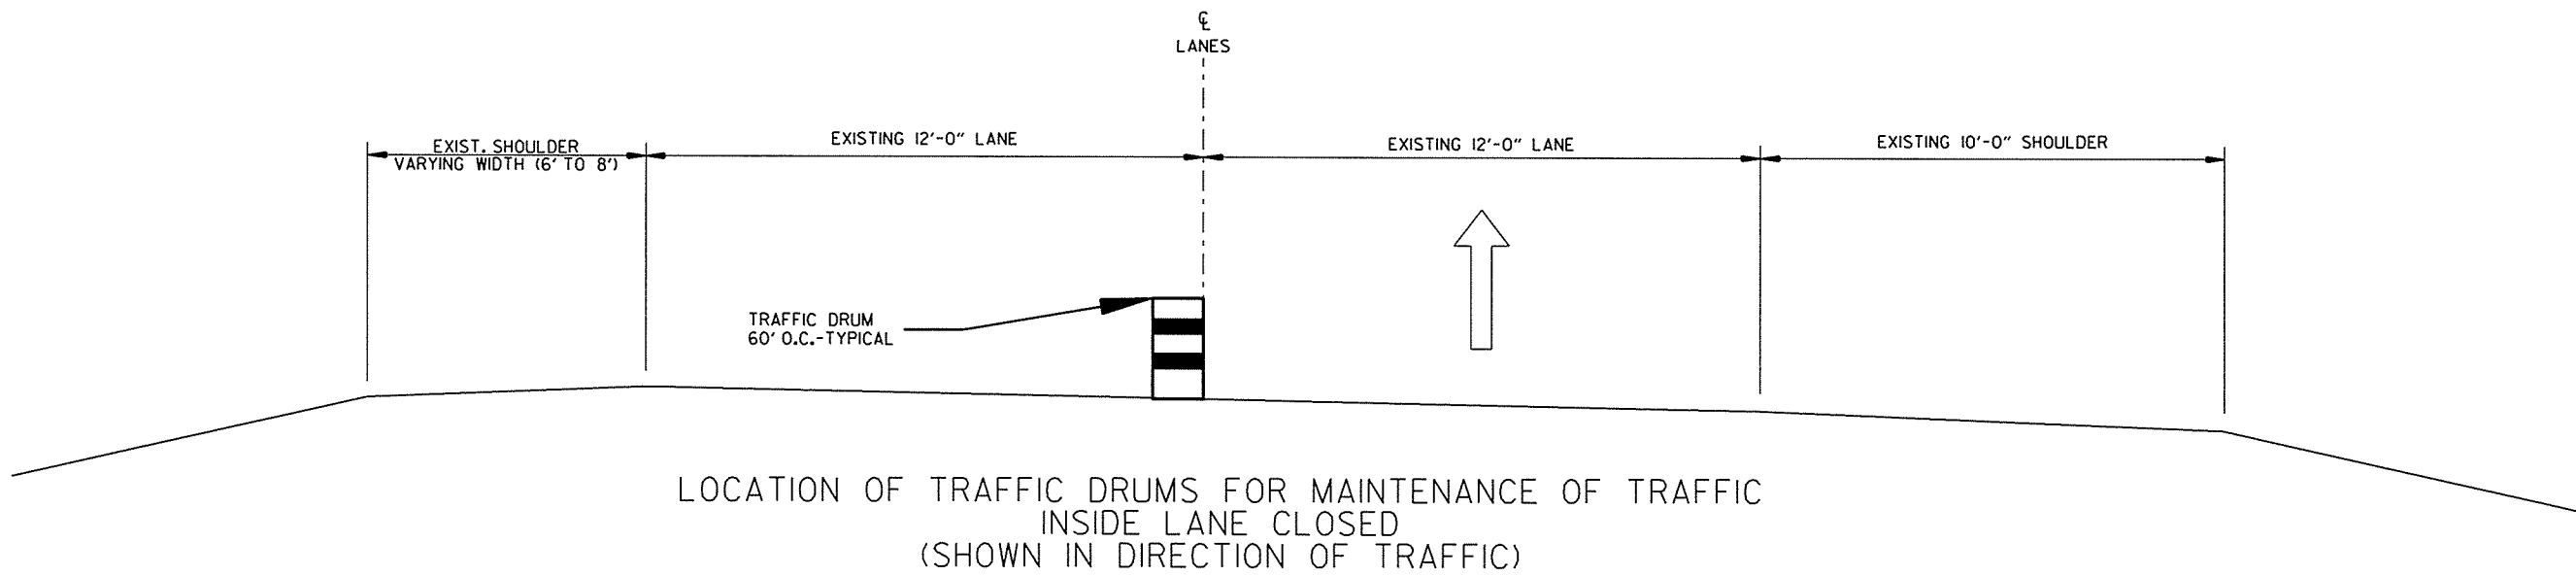 ℄
LANES
EXIST. SHOULDER
VARYING WIDTH (6' TO 8')
EXISTING 12'-0" LANE
EXISTING 12'-0" LANE
EXISTING 10'-0" SHOULDER
TRAFFIC DRUM
60' O.C.-TYPICAL
LOCATION OF TRAFFIC DRUMS FOR MAINTENANCE OF TRAFFIC
INSIDE LANE CLOSED
(SHOWN IN DIRECTION OF TRAFFIC)